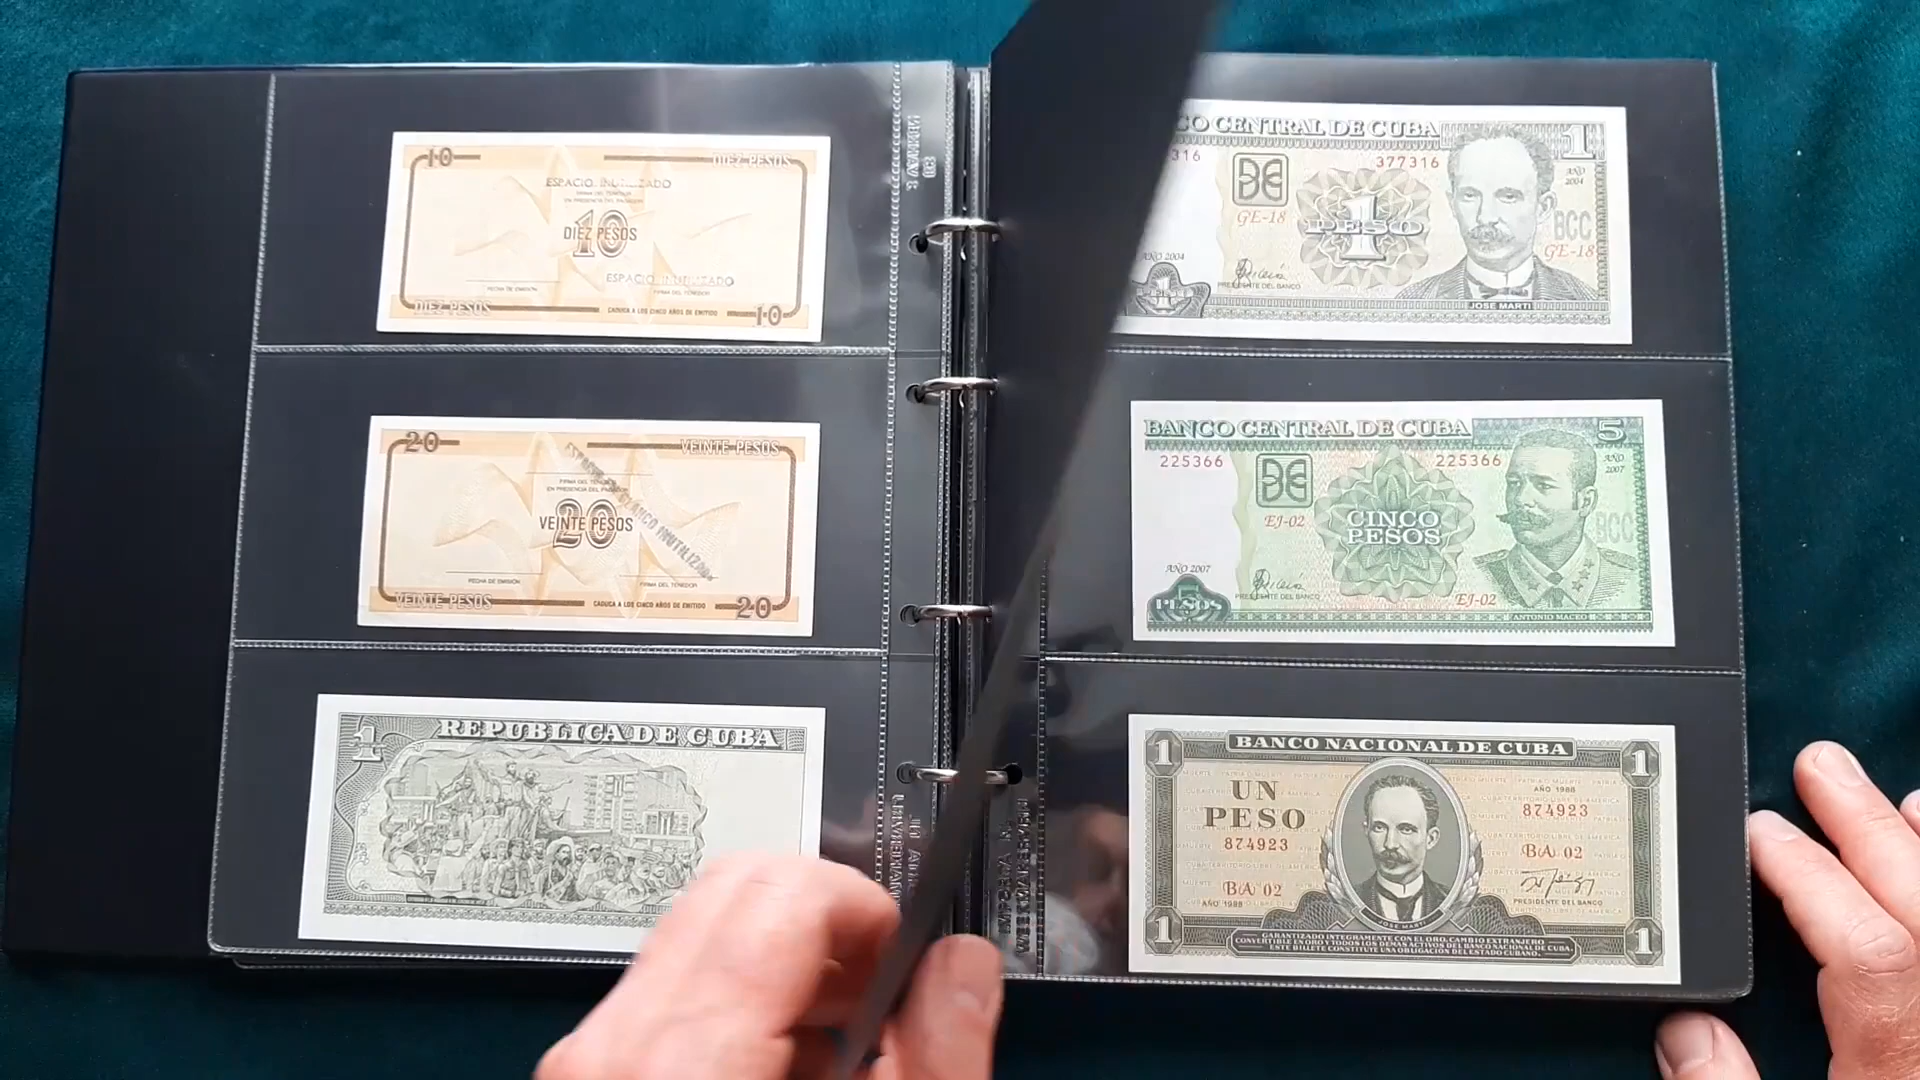 10
DIEZ PESOS
ESPACIO INUTILIZADO
FIRMA DEL TENEDOR
EN PRESENCIA DEL PAGADOR
10
DIEZ PESOS
ESPACIO INUTILIZADO
FECHA DE EMISIÓN
FIRMA DEL TENEDOR
DIEZ PESOS
CADUCA A LOS CINCO AÑOS DE EMITIDO
10
20
VEINTE PESOS
FIRMA DEL TENEDOR
EN PRESENCIA DEL PAGADOR
20
VEINTE PESOS
FECHA DE EMISIÓN
FIRMA DEL TENEDOR
VEINTE PESOS
CADUCA A LOS CINCO AÑOS DE EMITIDO
20
1
REPUBLICA DE CUBA
CO CENTRAL DE CUBA
1
316
377316
AÑO
2004
GE-18
1
PESO
BCC
GE-18
AÑO 2004
PRESIDENTE DEL BANCO
JOSE MARTI
BANCO CENTRAL DE CUBA
5
225366
225366
AÑO
2007
EJ-02
CINCO
PESOS
BCC
AÑO 2007
5
PESOS
PRESIDENTE DEL BANCO
EJ-02
ANTONIO MACEO
1
BANCO NACIONAL DE CUBA
1
UN
PESO
AÑO 1988
874923
874923
BA 02
BA 02
AÑO 1988
PRESIDENTE DEL BANCO
JOSE MARTI
1
GARANTIZADO INTEGRAMENTE CON EL ORO, CAMBIO EXTRANJERO
CONVERTIBLE EN ORO Y TODOS LOS DEMAS ACTIVOS DEL BANCO NACIONAL DE CUBA.
ESTE BILLETE CONSTITUYE UNA OBLIGACION DEL ESTADO CUBANO.
1